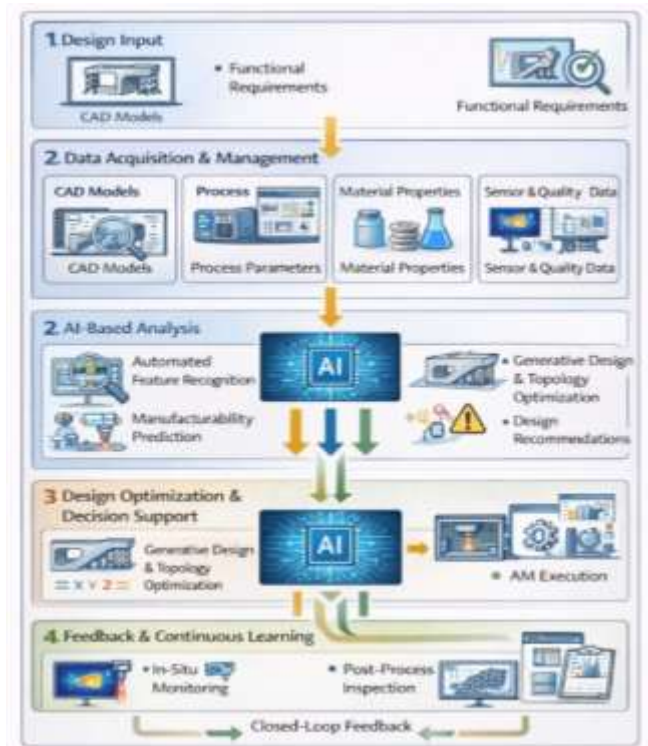 1 Design Input
CAD Models
• Functional
Requirements
Functional Requirements
2. Data Acquisition & Management
CAD Models
CAD Models
Process
Process Parameters
Material Properties
Material Properties
Sensor & Quality Data
Sensor & Quality Data
2. AI-Based Analysis
Automated
Feature Recognition
Manufacturability
Prediction
AI
• Generative Design
& Topology
Optimization
• Design
Recommendations
3 Design Optimization &
Decision Support
Generative Design
& Topology
Optimization
AI
• AM Execution
4 Feedback & Continuous Learning
• In-Situ
Monitoring
• Post-Process
Inspection
Closed-Loop Feedback